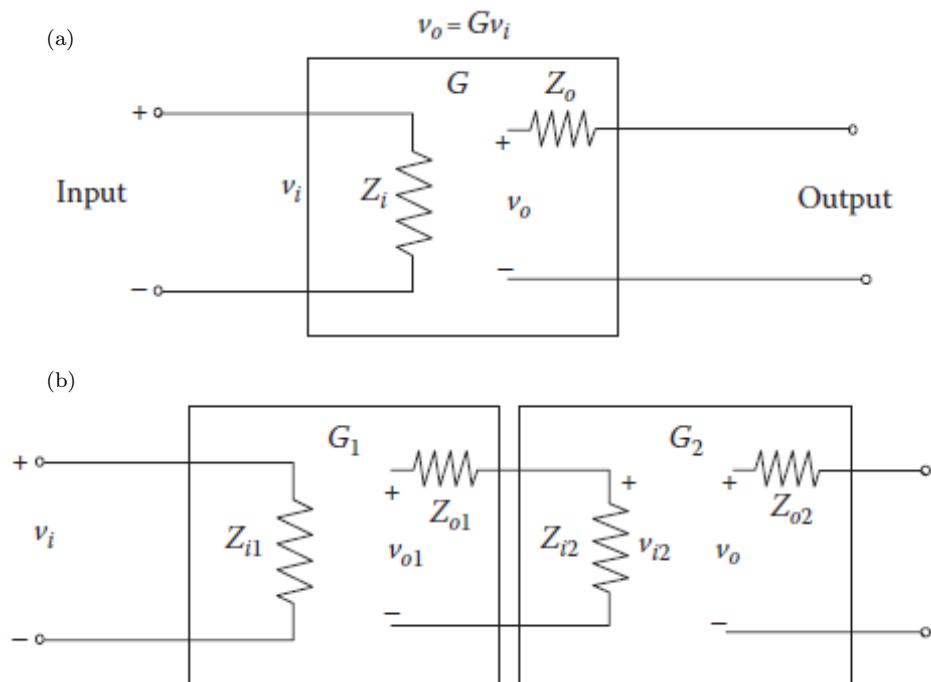 (a)
v_o = Gv_i
G
Z_o
+
+
Input
v_i
Z_i
v_o
Output
−
−
(b)
G_1
G_2
+
+
Z_o1
+
+
Z_o2
v_i
Z_i1
v_o1
Z_i2
v_i2
v_o
−
−
−